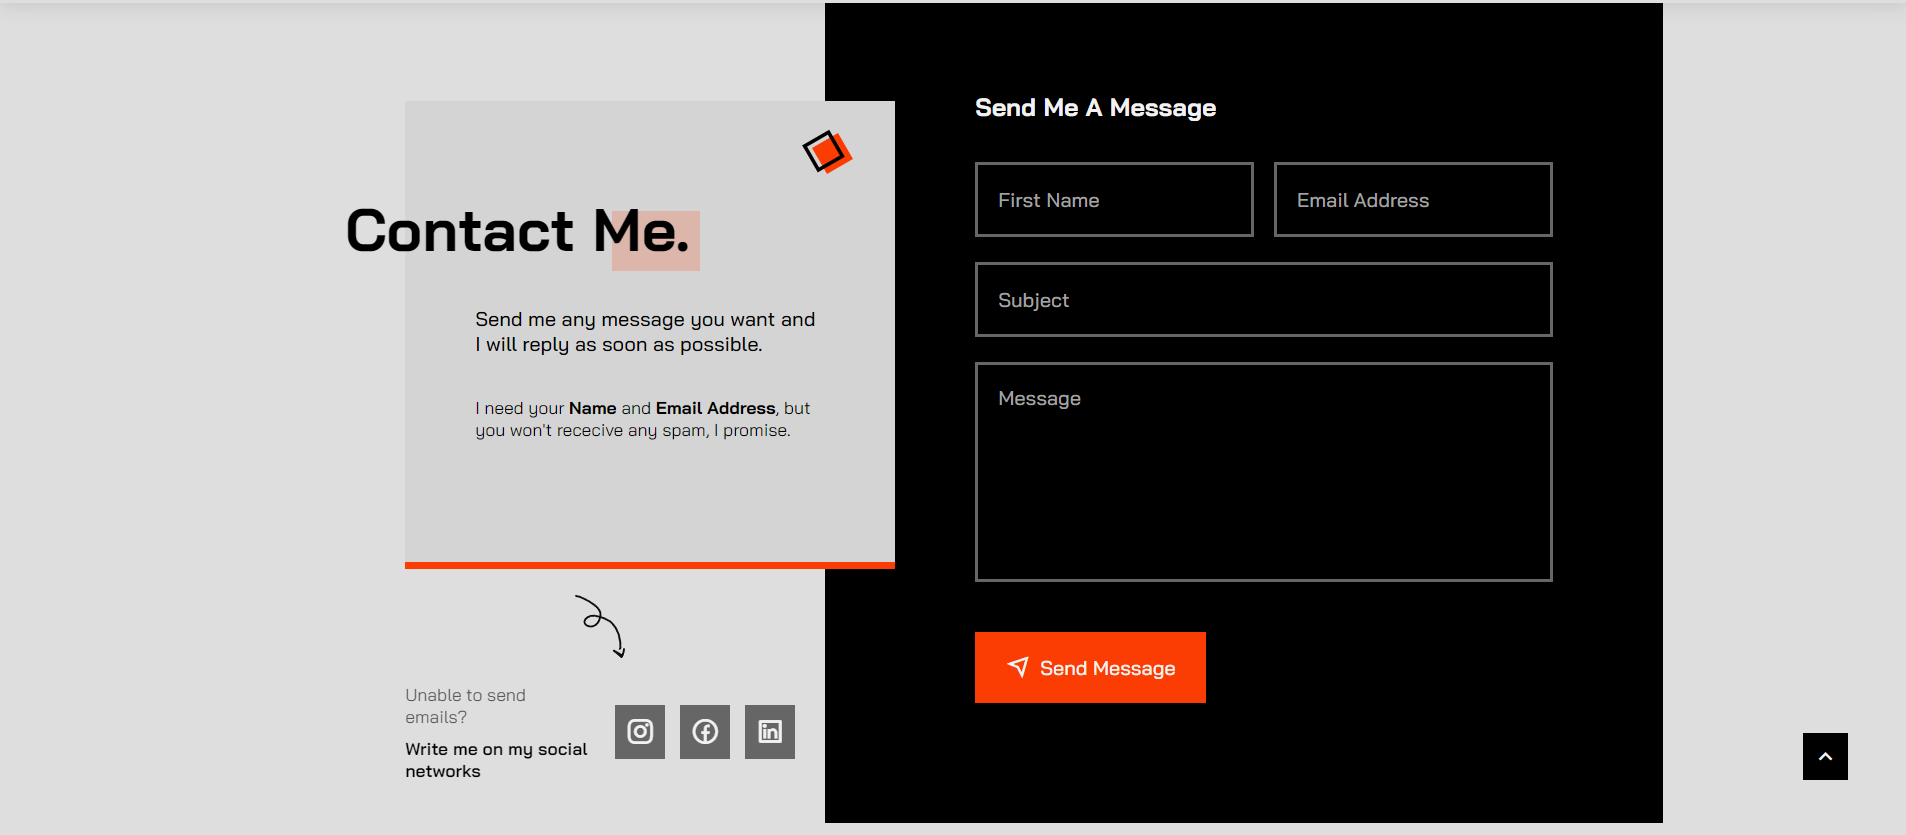 Contact Me.
Send me any message you want and
I will reply as soon as possible.
I need your Name and Email Address, but
you won't rececive any spam, I promise.
Unable to send
emails?
Write me on my social
networks
Send Me A Message
First Name
Email Address
Subject
Message
Send Message